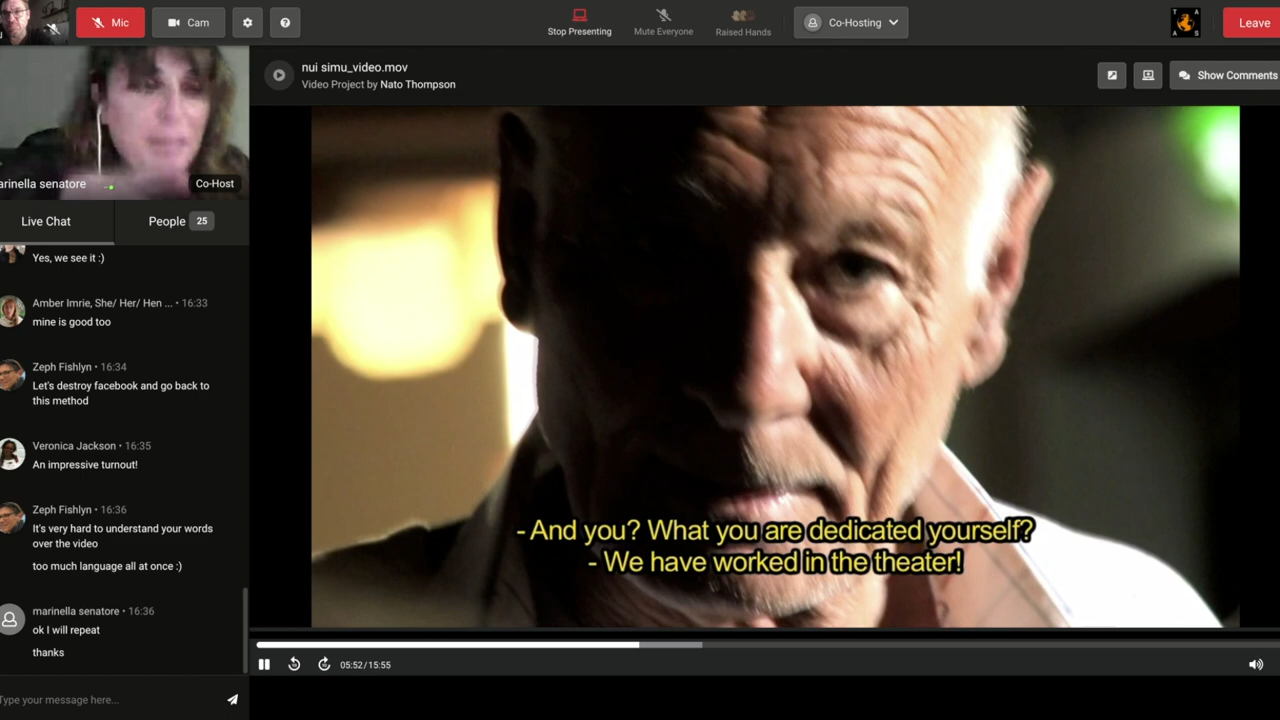 Mic
Cam
Stop Presenting
Mute Everyone
Raised Hands
Co-Hosting
T A
A S
Leave
nui simu_video.mov
Video Project by Nato Thompson
Show Comments
arinella senatore
Co-Host
Live Chat
People 25
Yes, we see it :)
Amber Imrie, She/ Her/ Hen ... • 16:33
mine is good too
Zeph Fishlyn • 16:34
Let's destroy facebook and go back to
this method
Veronica Jackson • 16:35
An impressive turnout!
Zeph Fishlyn • 16:36
It's very hard to understand your words
over the video
too much language all at once :)
marinella senatore • 16:36
ok I will repeat
thanks
Type your message here...
- And you? What you are dedicated yourself?
- We have worked in the theater!
05:52 / 15:55